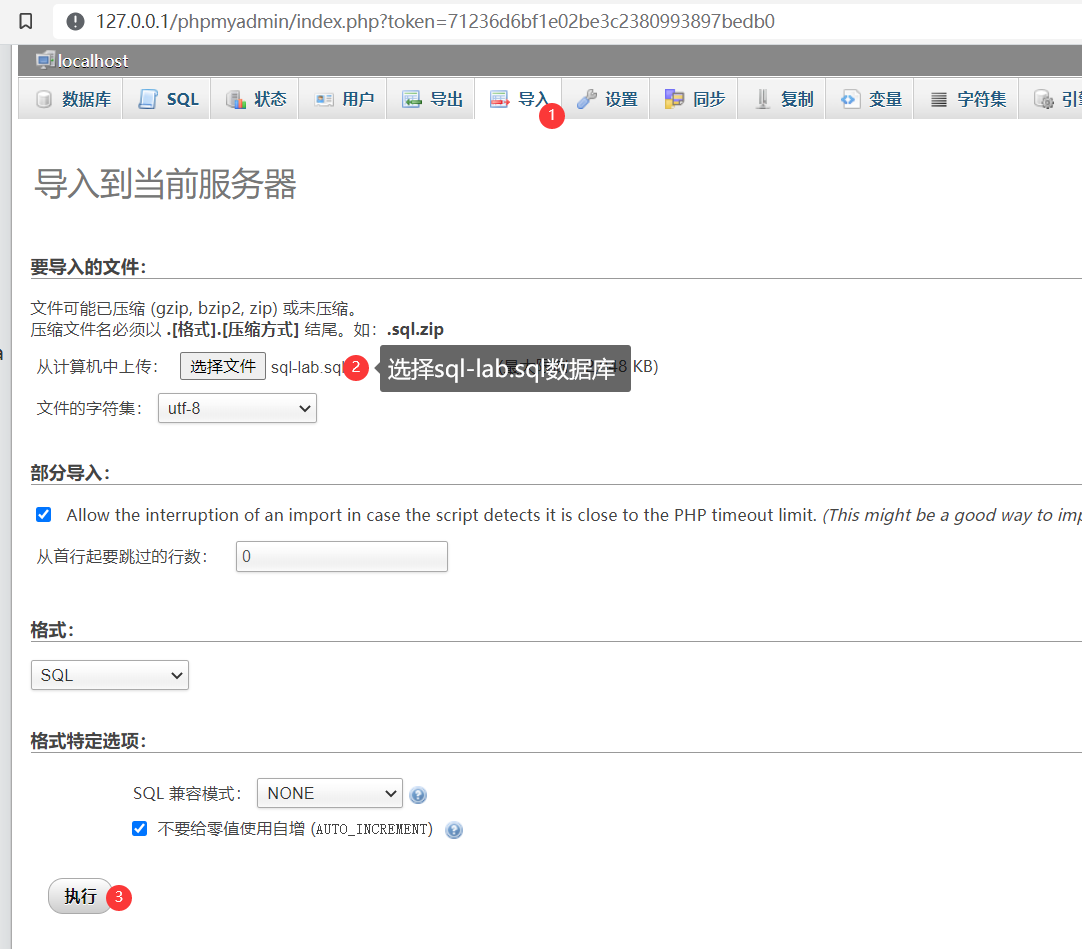 127.0.0.1/phpmyadmin/index.php?token=71236d6bf1e02be3c2380993897bedb0
localhost
数据库 SQL 状态 用户 导出 导入 设置 同步 复制 变量 字符集
1
导入到当前服务器
要导入的文件：
文件可能已压缩 (gzip, bzip2, zip) 或未压缩。
压缩文件名必须以 .[格式].[压缩方式] 结尾。如：.sql.zip
从计算机中上传： 选择文件 sql-lab.sql 2 选择sql-lab.sql数据库 KB)
文件的字符集： utf-8
部分导入：
Allow the interruption of an import in case the script detects it is close to the PHP timeout limit. (This might be a good way to
从首行起要跳过的行数： 0
格式：
SQL
格式特定选项：
SQL 兼容模式： NONE
不要给零值使用自增 (AUTO_INCREMENT)
执行 3